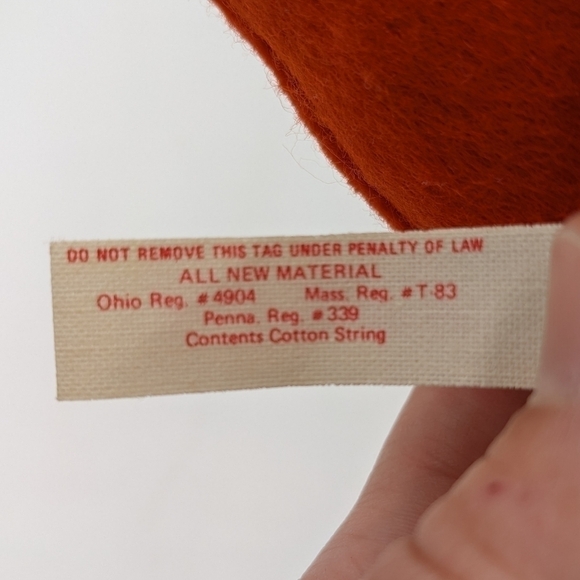 DO NOT REMOVE THIS TAG UNDER PENALTY OF LAW
ALL NEW MATERIAL
Ohio Reg. #4904 Mass. Reg. #T-83
Penna. Reg. #339
Contents Cotton String